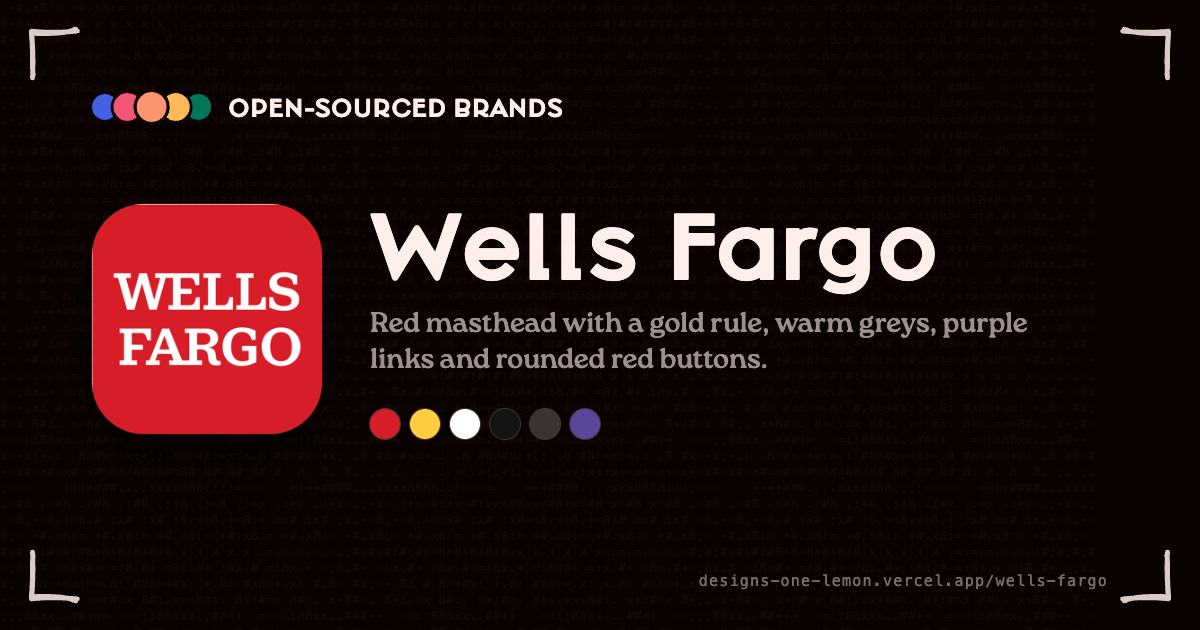 OPEN-SOURCED BRANDS
WELLS
FARGO
Wells Fargo
Red masthead with a gold rule, warm greys, purple
links and rounded red buttons.
designs-one-lemon.vercel.app/wells-fargo